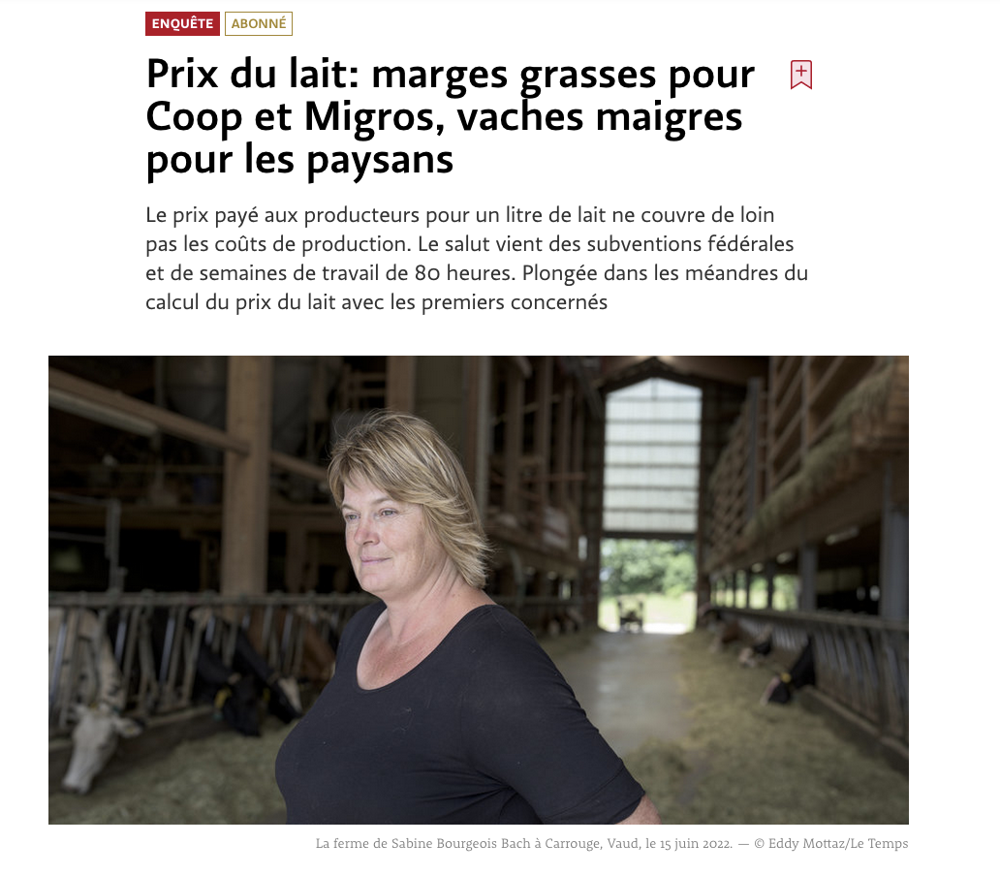 ENQUÊTE ABONNÉ
Prix du lait: marges grasses pour
Coop et Migros, vaches maigres
pour les paysans
Le prix payé aux producteurs pour un litre de lait ne couvre de loin
pas les coûts de production. Le salut vient des subventions fédérales
et de semaines de travail de 80 heures. Plongée dans les méandres du
calcul du prix du lait avec les premiers concernés
La ferme de Sabine Bourgeois Bach à Carrouge, Vaud, le 15 juin 2022. — © Eddy Mottaz/Le Temps